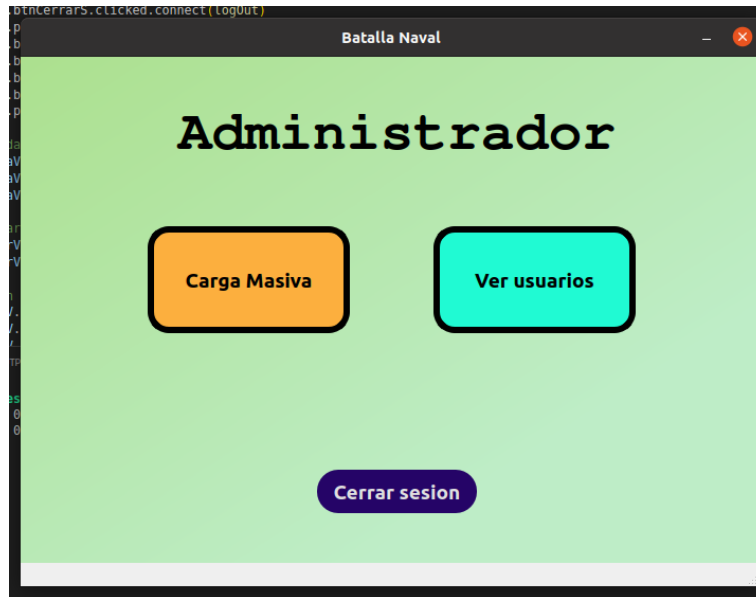 .btnCerrarS.clicked.connect(logOut)
Batalla Naval
Administrador
Carga Masiva
Ver usuarios
Cerrar sesion